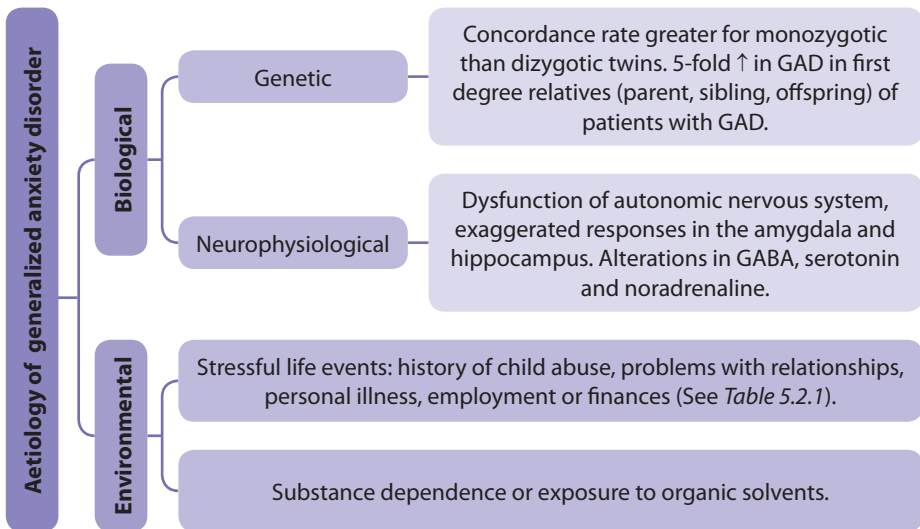 Aetiology of generalized anxiety disorder
Biological
Genetic
Concordance rate greater for monozygotic
than dizygotic twins. 5-fold ↑ in GAD in first
degree relatives (parent, sibling, offspring) of
patients with GAD.
Neurophysiological
Dysfunction of autonomic nervous system,
exaggerated responses in the amygdala and
hippocampus. Alterations in GABA, serotonin
and noradrenaline.
Environmental
Stressful life events: history of child abuse, problems with relationships,
personal illness, employment or finances (See Table 5.2.1).
Substance dependence or exposure to organic solvents.